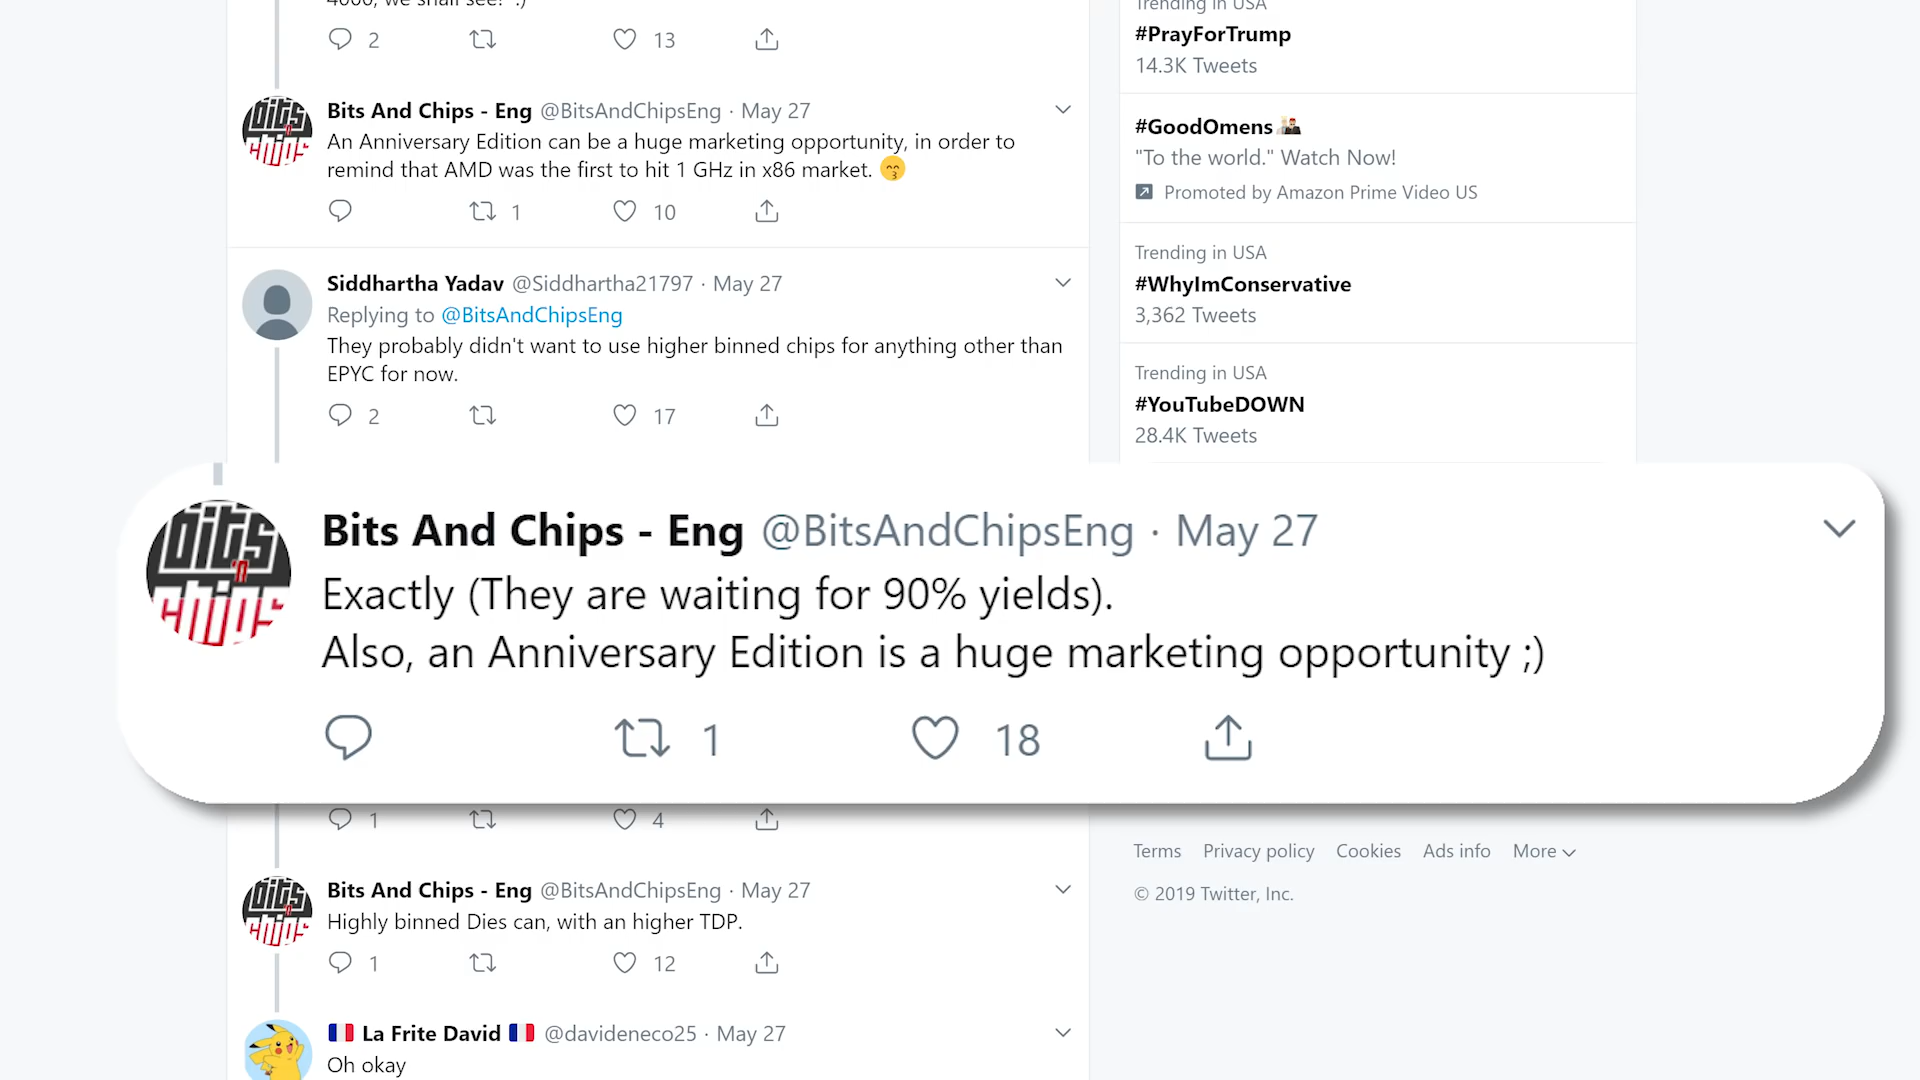 4000, we shall see! :)
2
13
Bits And Chips - Eng @BitsAndChipsEng · May 27
An Anniversary Edition can be a huge marketing opportunity, in order to
remind that AMD was the first to hit 1 GHz in x86 market.
1
10
Siddhartha Yadav @Siddhartha21797 · May 27
Replying to @BitsAndChipsEng
They probably didn't want to use higher binned chips for anything other than
EPYC for now.
2
17
bits
'n
chips
Bits And Chips - Eng @BitsAndChipsEng · May 27
Exactly (They are waiting for 90% yields).
Also, an Anniversary Edition is a huge marketing opportunity ;)
1
18
1
4
Bits And Chips - Eng @BitsAndChipsEng · May 27
Highly binned Dies can, with an higher TDP.
1
12
La Frite David @davideneco25 · May 27
Oh okay
Trending in USA
#PrayForTrump
14.3K Tweets
#GoodOmens
"To the world." Watch Now!
Promoted by Amazon Prime Video US
Trending in USA
#WhyImConservative
3,362 Tweets
Trending in USA
#YouTubeDOWN
28.4K Tweets
Terms Privacy policy Cookies Ads info More
© 2019 Twitter, Inc.